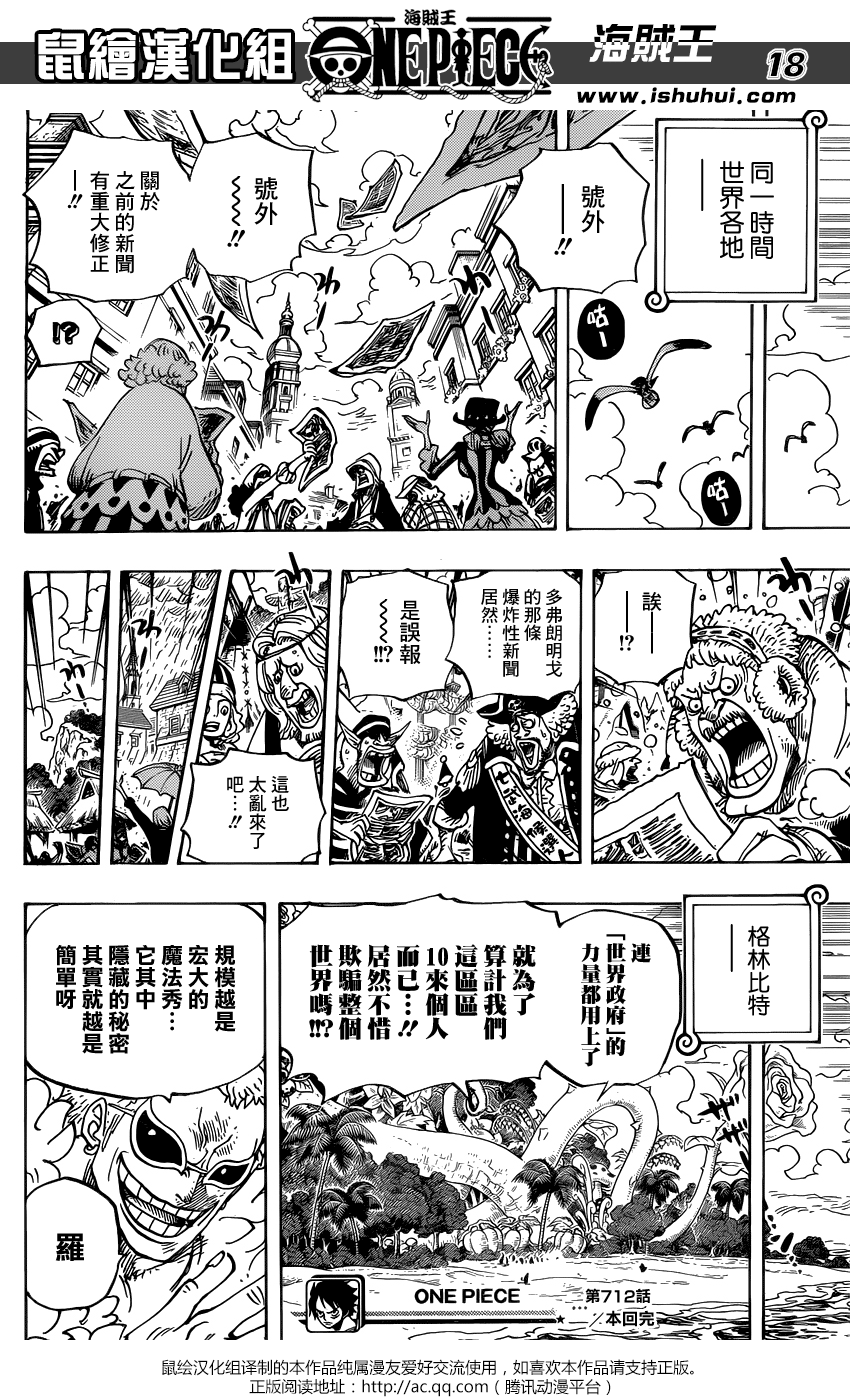 鼠繪漢化組
海賊王
ONE PIECE
海賊王
18
www.ishuhui.com
同一時間
世界各地
——
咕—
咕—
號外
——!!
號外
~~~~!!
關於
之前的新聞
有重大修正
—!!
!?
誒—
——!?
多弗朗明戈
的那條
爆炸性新聞
居然……
是誤報
~~~~!!?
這也
太亂來了
吧…!!
格林比特
——
連
「世界政府」的
力量都用上了
就為了
算計我們
這區區
10來個人
而已…!!
居然不惜
欺騙整個
世界嗎!!?
規模越是
宏大的
魔法秀…
它其中
隱藏的秘密
其實就越是
簡單呀
羅
ONE PIECE
第712話
…／本回完
鼠绘汉化组译制的本作品纯属漫友爱好交流使用，如喜欢本作品请支持正版。
正版阅读地址：http://ac.qq.com（腾讯动漫平台）